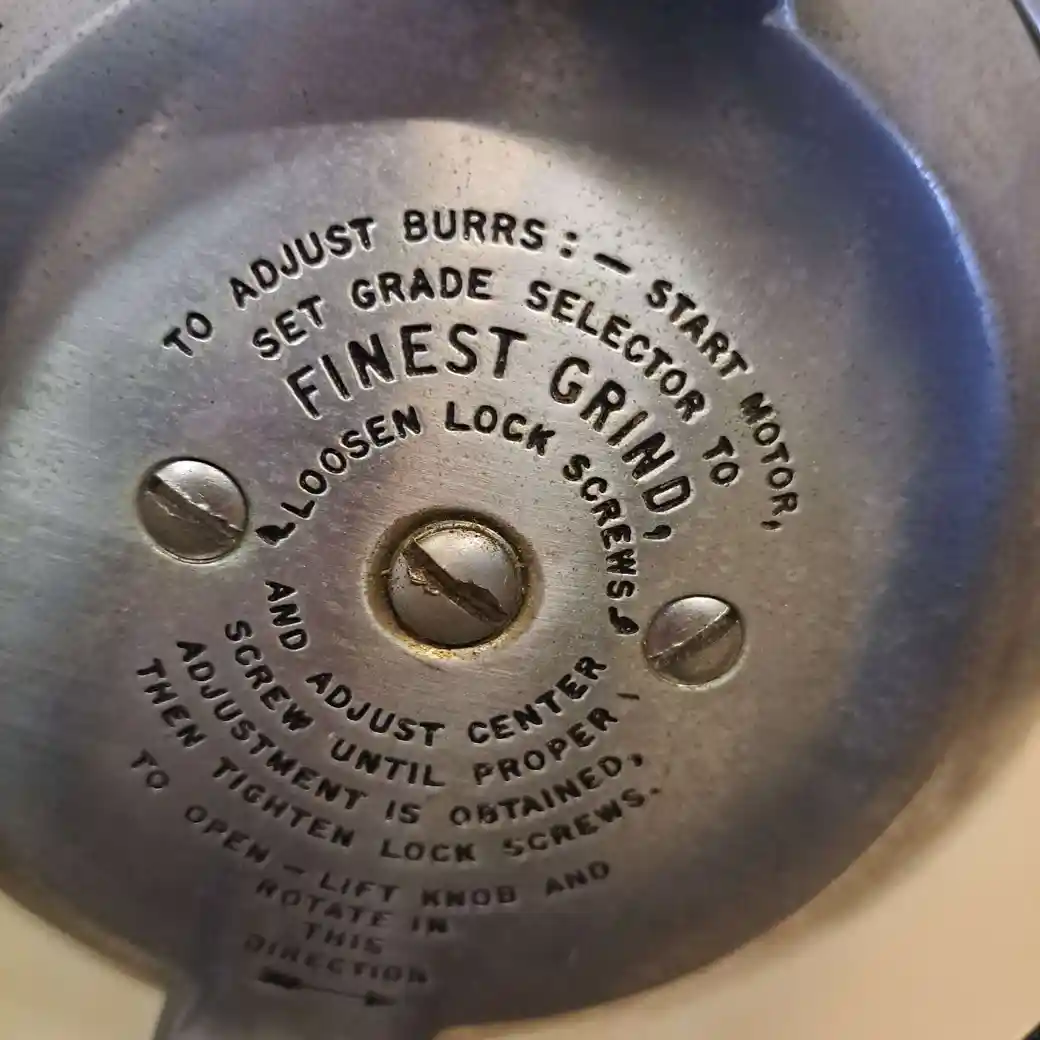 TO ADJUST BURRS:— START MOTOR,
SET GRADE SELECTOR TO
FINEST GRIND,
LOOSEN LOCK SCREWS
AND ADJUST CENTER
SCREW UNTIL PROPER
ADJUSTMENT IS OBTAINED,
THEN TIGHTEN LOCK SCREWS.
TO OPEN — LIFT KNOB AND
ROTATE IN
THIS
DIRECTION